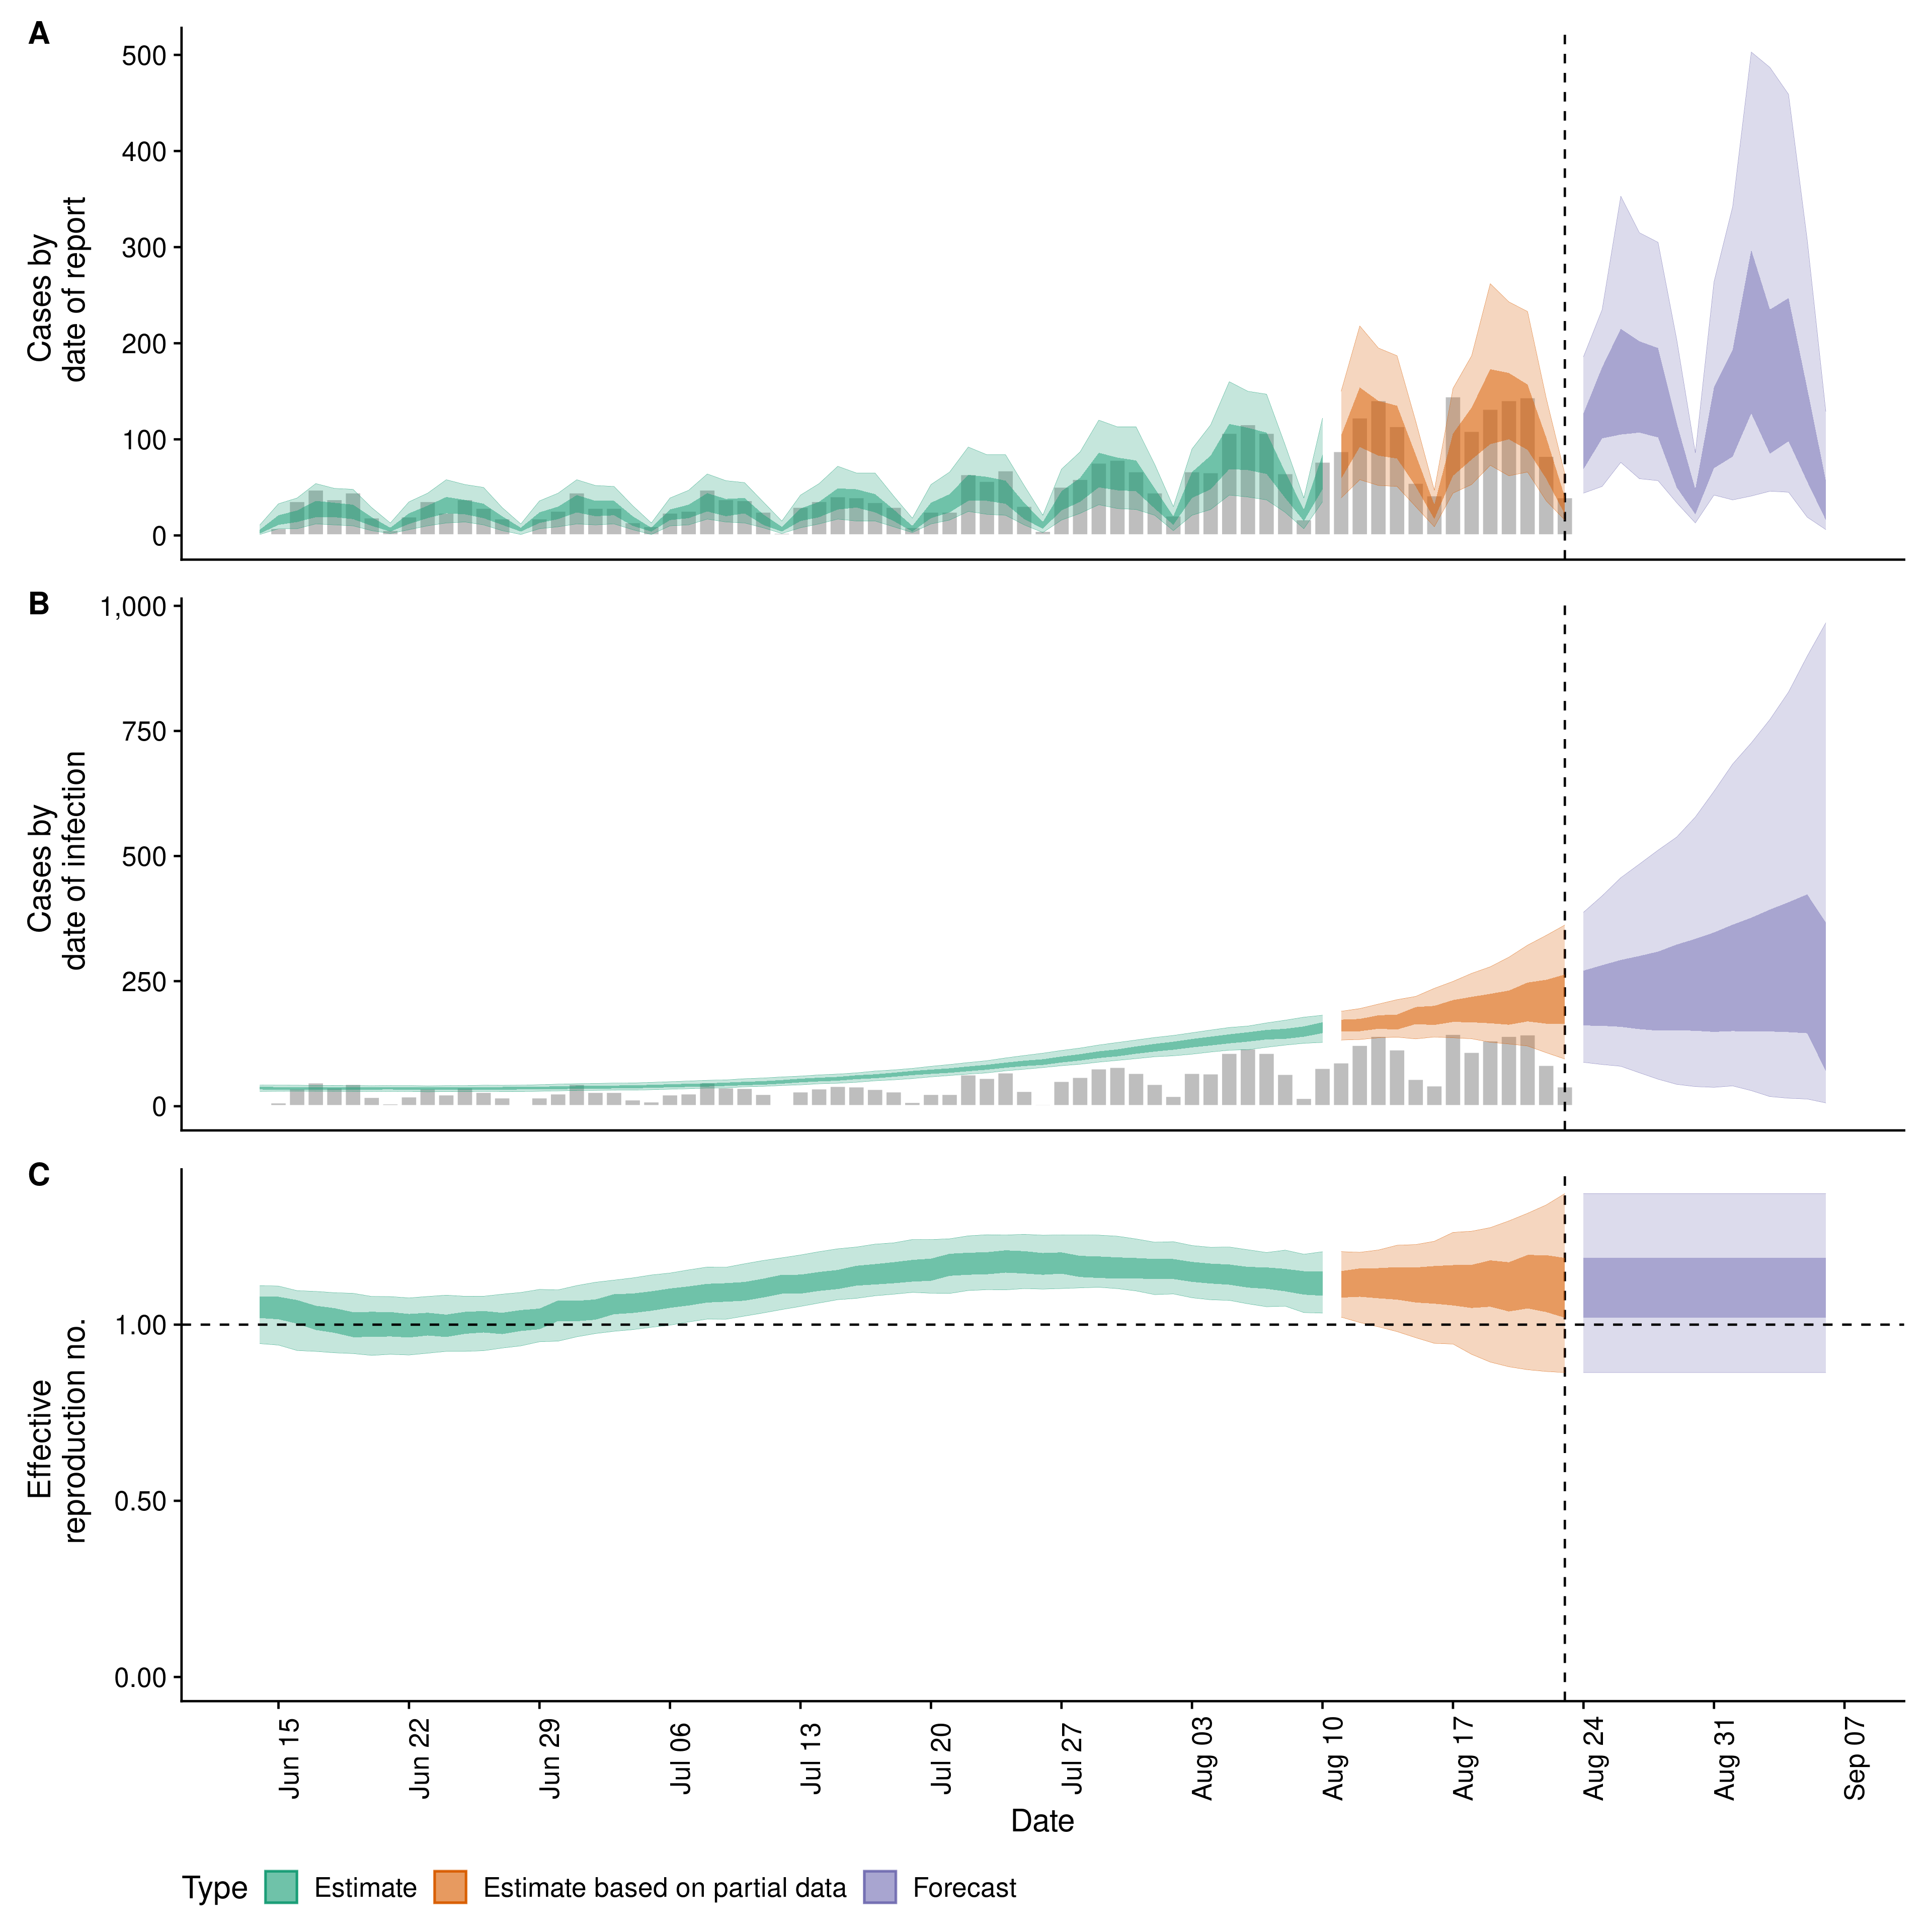 A
Cases by
date of report
500
400
300
200
100
0
B
Cases by
date of infection
1,000
750
500
250
0
C
Effective
reproduction no.
1.00
0.50
0.00
Jun 15
Jun 22
Jun 29
Jul 06
Jul 13
Jul 20
Jul 27
Aug 03
Aug 10
Aug 17
Aug 24
Aug 31
Sep 07
Date
Type Estimate Estimate based on partial data Forecast